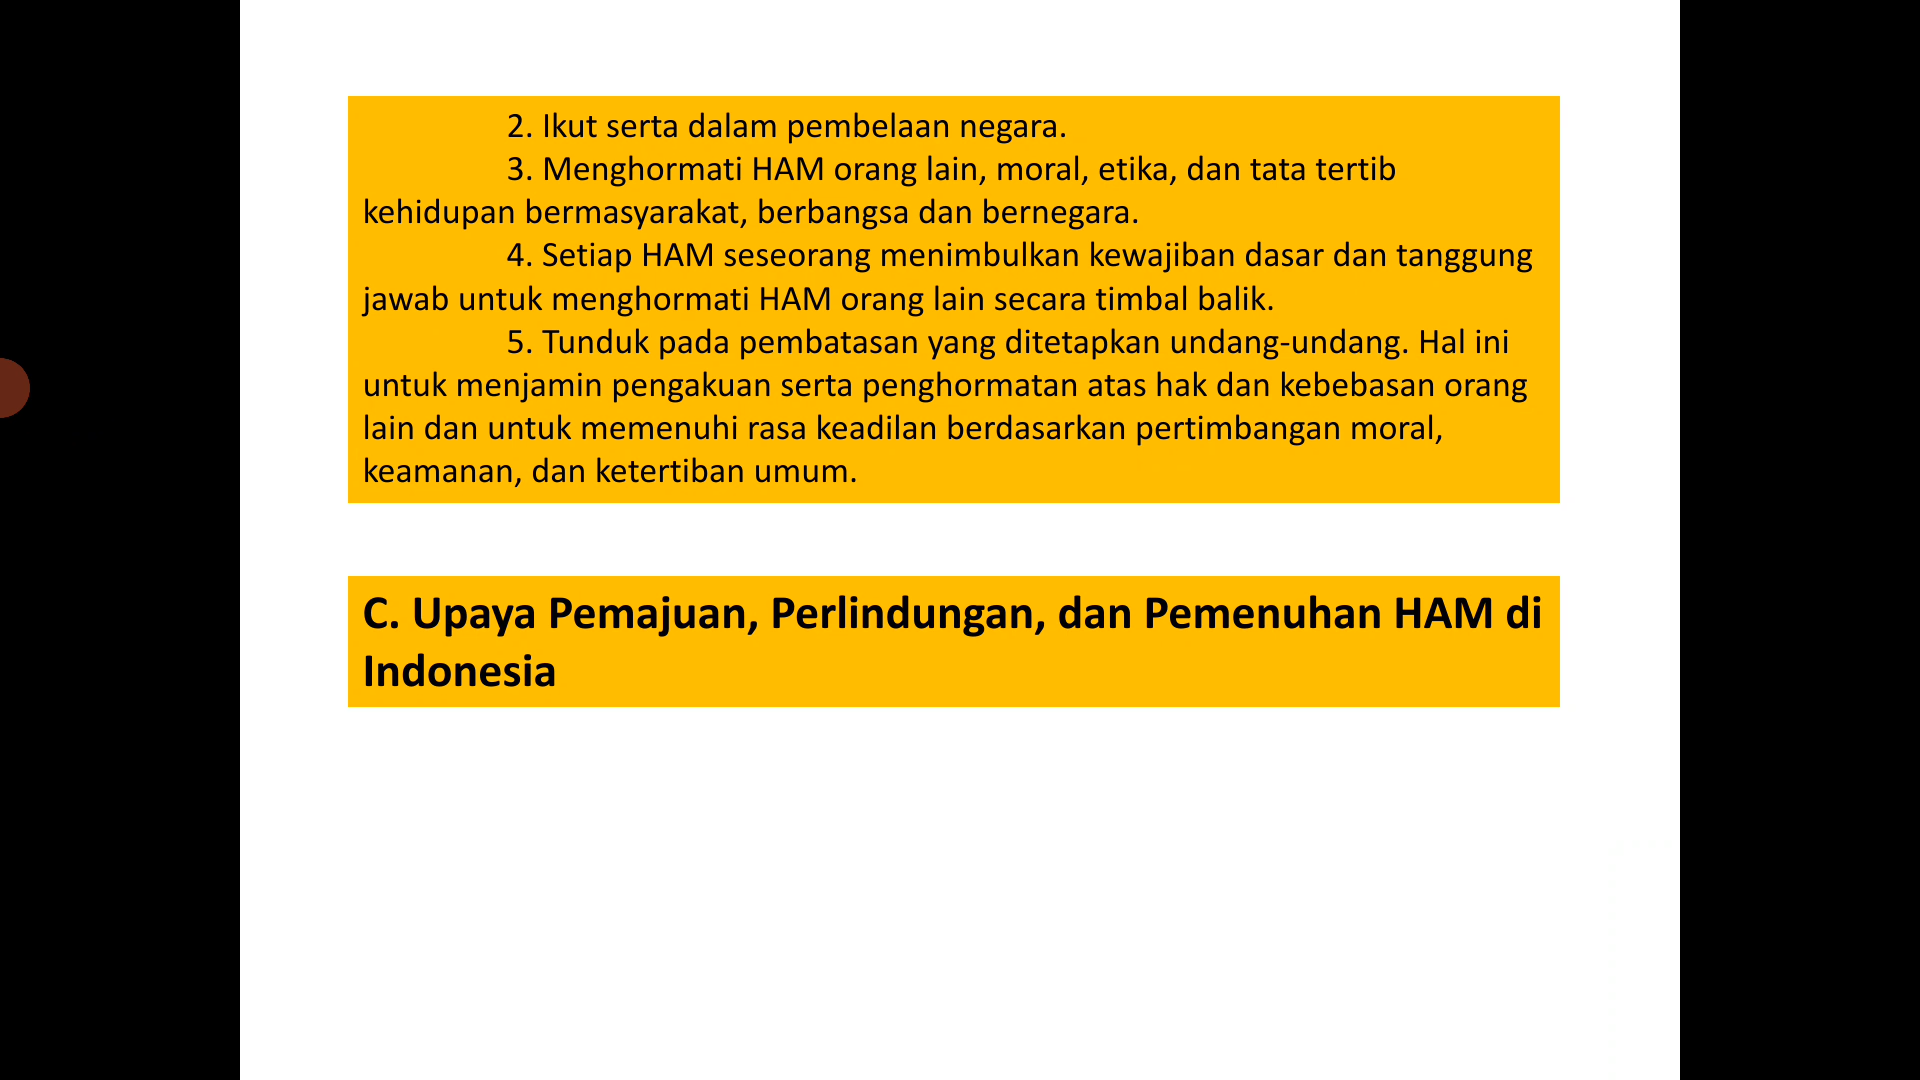 2. Ikut serta dalam pembelaan negara.
3. Menghormati HAM orang lain, moral, etika, dan tata tertib
kehidupan bermasyarakat, berbangsa dan bernegara.
4. Setiap HAM seseorang menimbulkan kewajiban dasar dan tanggung
jawab untuk menghormati HAM orang lain secara timbal balik.
5. Tunduk pada pembatasan yang ditetapkan undang-undang. Hal ini
untuk menjamin pengakuan serta penghormatan atas hak dan kebebasan orang
lain dan untuk memenuhi rasa keadilan berdasarkan pertimbangan moral,
keamanan, dan ketertiban umum.
C. Upaya Pemajuan, Perlindungan, dan Pemenuhan HAM di
Indonesia